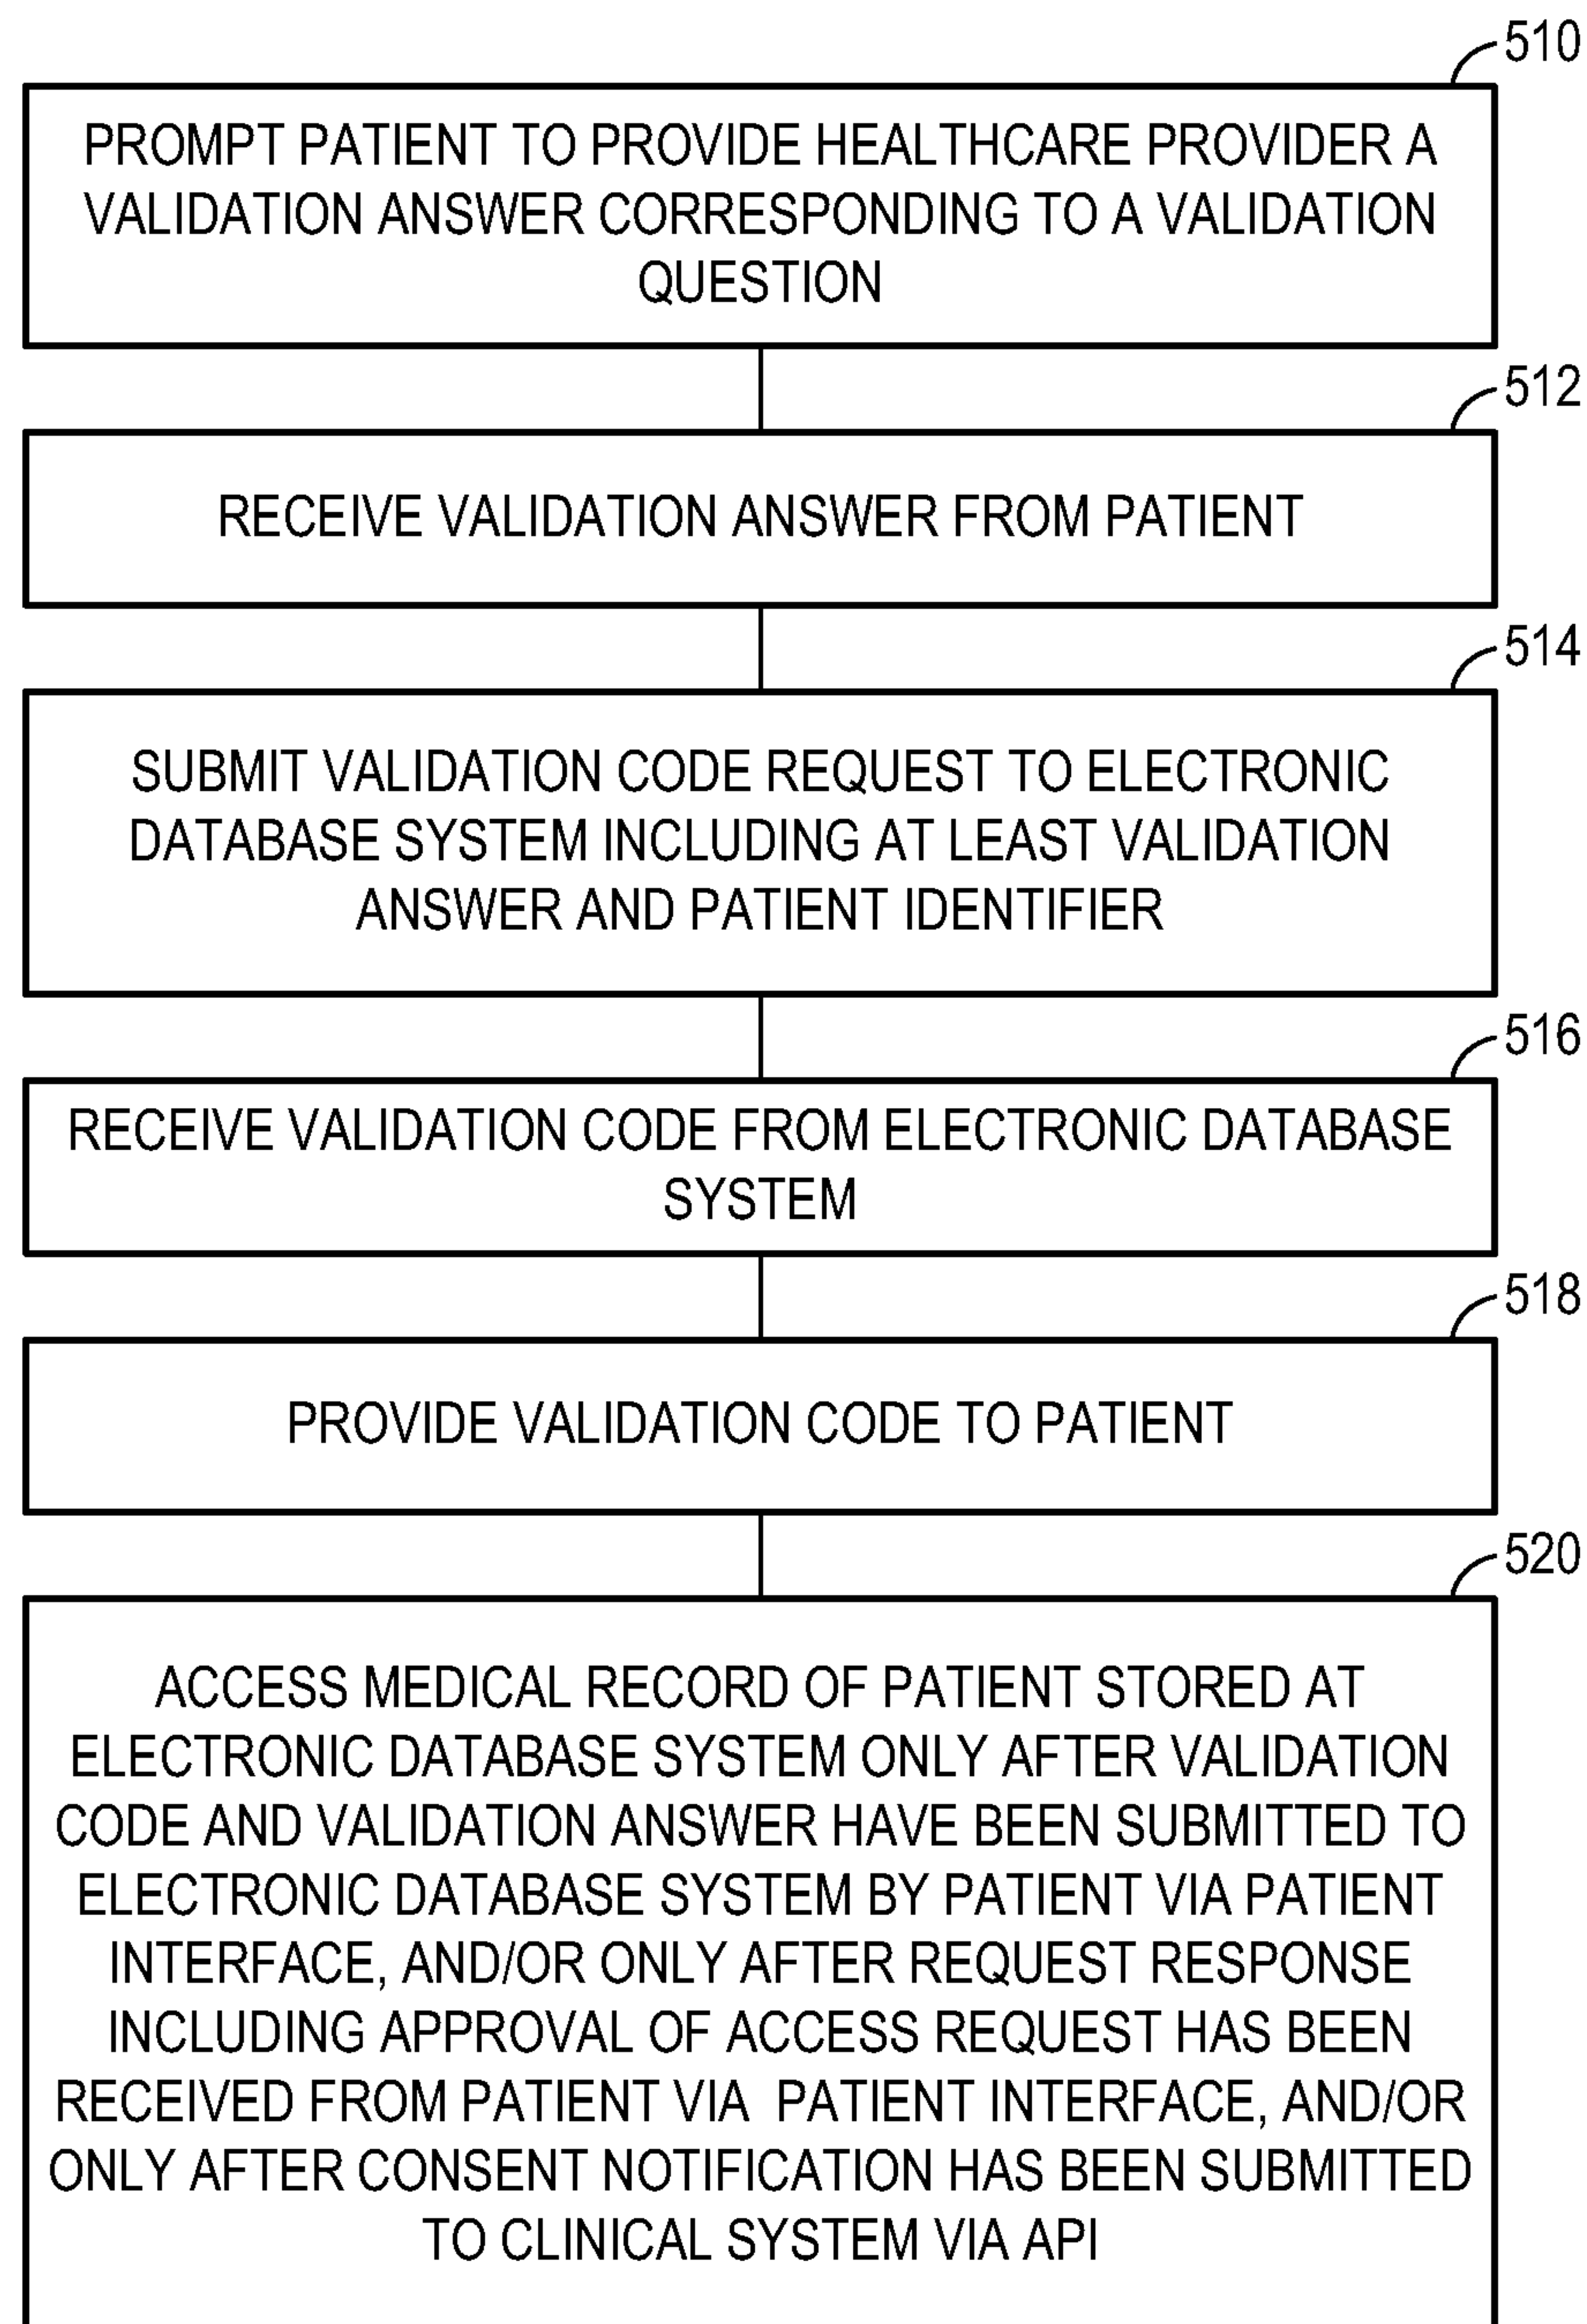 510
PROMPT PATIENT TO PROVIDE HEALTHCARE PROVIDER A
VALIDATION ANSWER CORRESPONDING TO A VALIDATION
QUESTION
512
RECEIVE VALIDATION ANSWER FROM PATIENT
514
SUBMIT VALIDATION CODE REQUEST TO ELECTRONIC
DATABASE SYSTEM INCLUDING AT LEAST VALIDATION
ANSWER AND PATIENT IDENTIFIER
516
RECEIVE VALIDATION CODE FROM ELECTRONIC DATABASE
SYSTEM
518
PROVIDE VALIDATION CODE TO PATIENT
520
ACCESS MEDICAL RECORD OF PATIENT STORED AT
ELECTRONIC DATABASE SYSTEM ONLY AFTER VALIDATION
CODE AND VALIDATION ANSWER HAVE BEEN SUBMITTED TO
ELECTRONIC DATABASE SYSTEM BY PATIENT VIA PATIENT
INTERFACE, AND/OR ONLY AFTER REQUEST RESPONSE
INCLUDING APPROVAL OF ACCESS REQUEST HAS BEEN
RECEIVED FROM PATIENT VIA PATIENT INTERFACE, AND/OR
ONLY AFTER CONSENT NOTIFICATION HAS BEEN SUBMITTED
TO CLINICAL SYSTEM VIA API